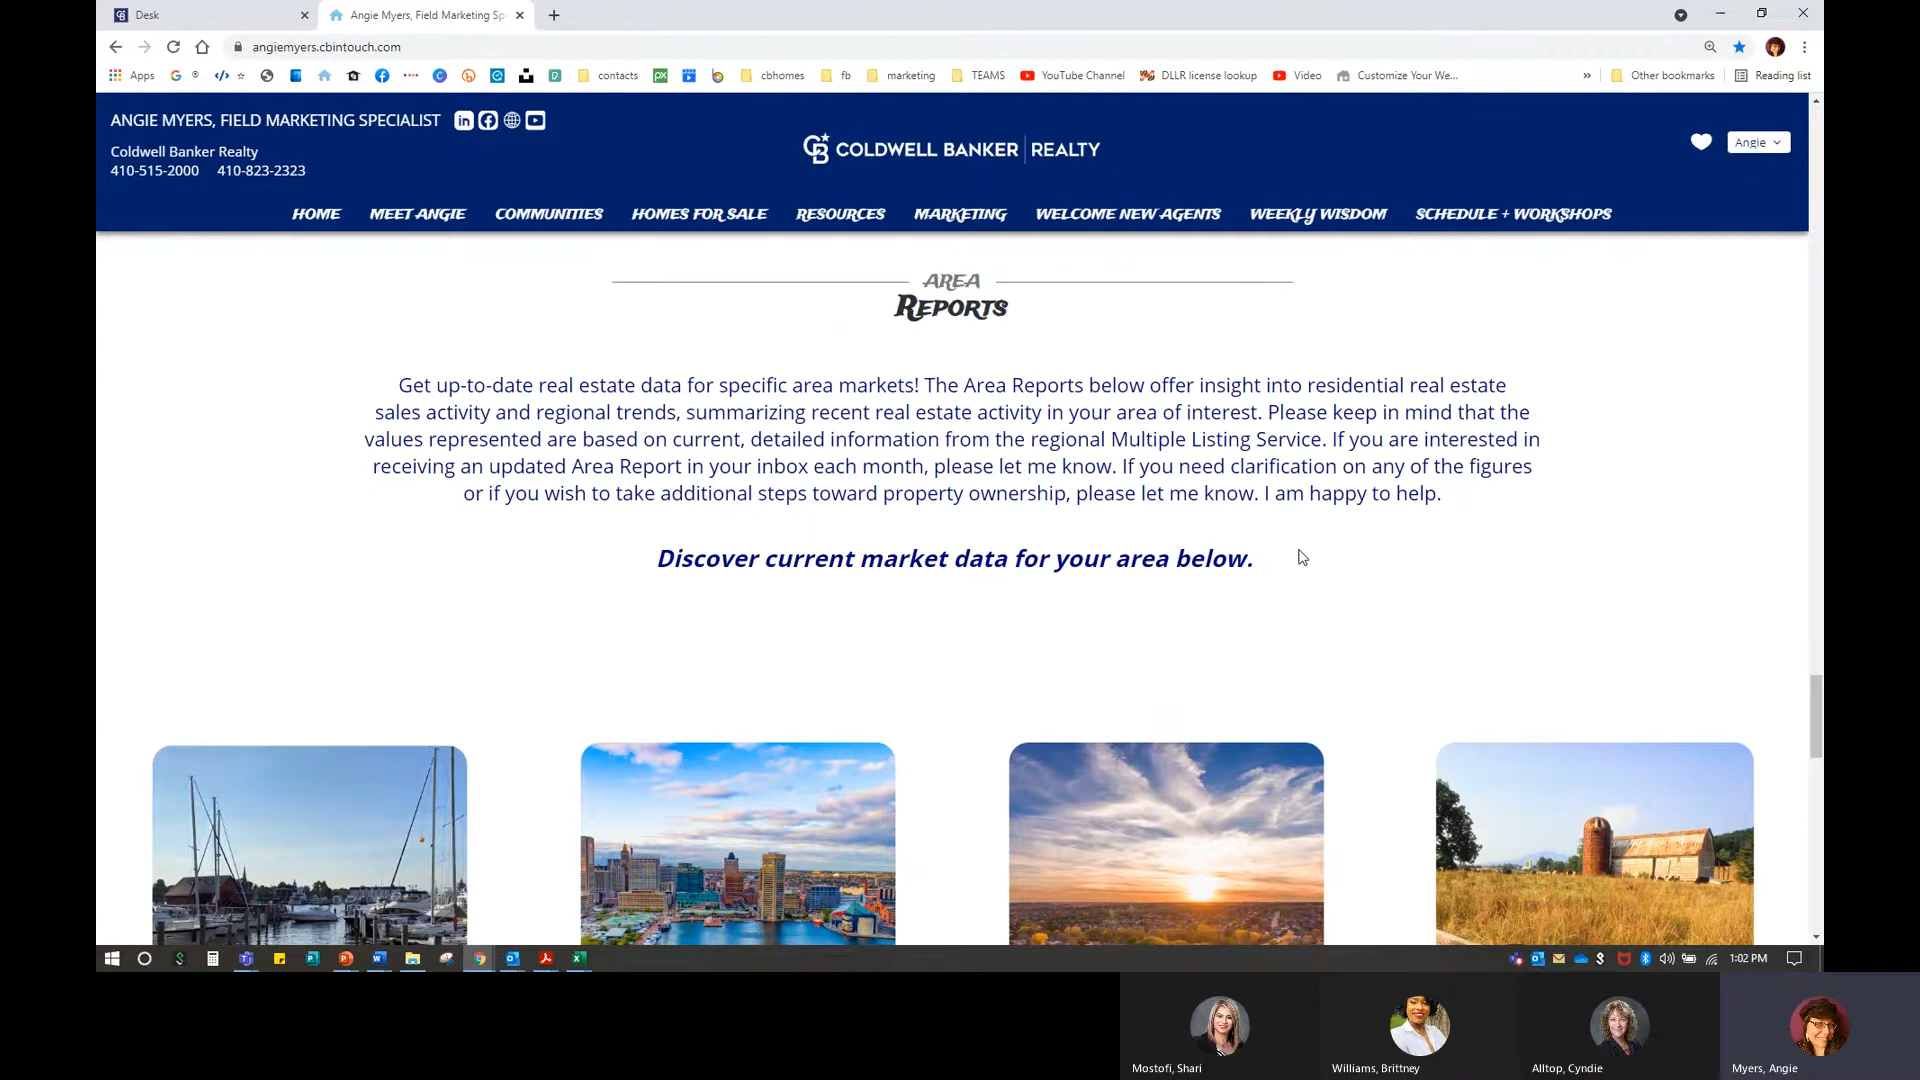 Desk
Angie Myers, Field Marketing Sp
angiemyers.cbintouch.com
Apps
contacts
cbhomes
fb
marketing
TEAMS
YouTube Channel
DLLR license lookup
Video
Customize Your We...
»
Other bookmarks
Reading list
ANGIE MYERS, FIELD MARKETING SPECIALIST
Coldwell Banker Realty
410-515-2000 410-823-2323
COLDWELL BANKER REALTY
Angie
HOME MEET ANGIE COMMUNITIES HOMES FOR SALE RESOURCES MARKETING WELCOME NEW AGENTS WEEKLY WISDOM SCHEDULE + WORKSHOPS
AREA
REPORTS
Get up-to-date real estate data for specific area markets! The Area Reports below offer insight into residential real estate
sales activity and regional trends, summarizing recent real estate activity in your area of interest. Please keep in mind that the
values represented are based on current, detailed information from the regional Multiple Listing Service. If you are interested in
receiving an updated Area Report in your inbox each month, please let me know. If you need clarification on any of the figures
or if you wish to take additional steps toward property ownership, please let me know. I am happy to help.
Discover current market data for your area below.
1:02 PM
Mostofi, Shari
Williams, Brittney
Alltop, Cyndie
Myers, Angie